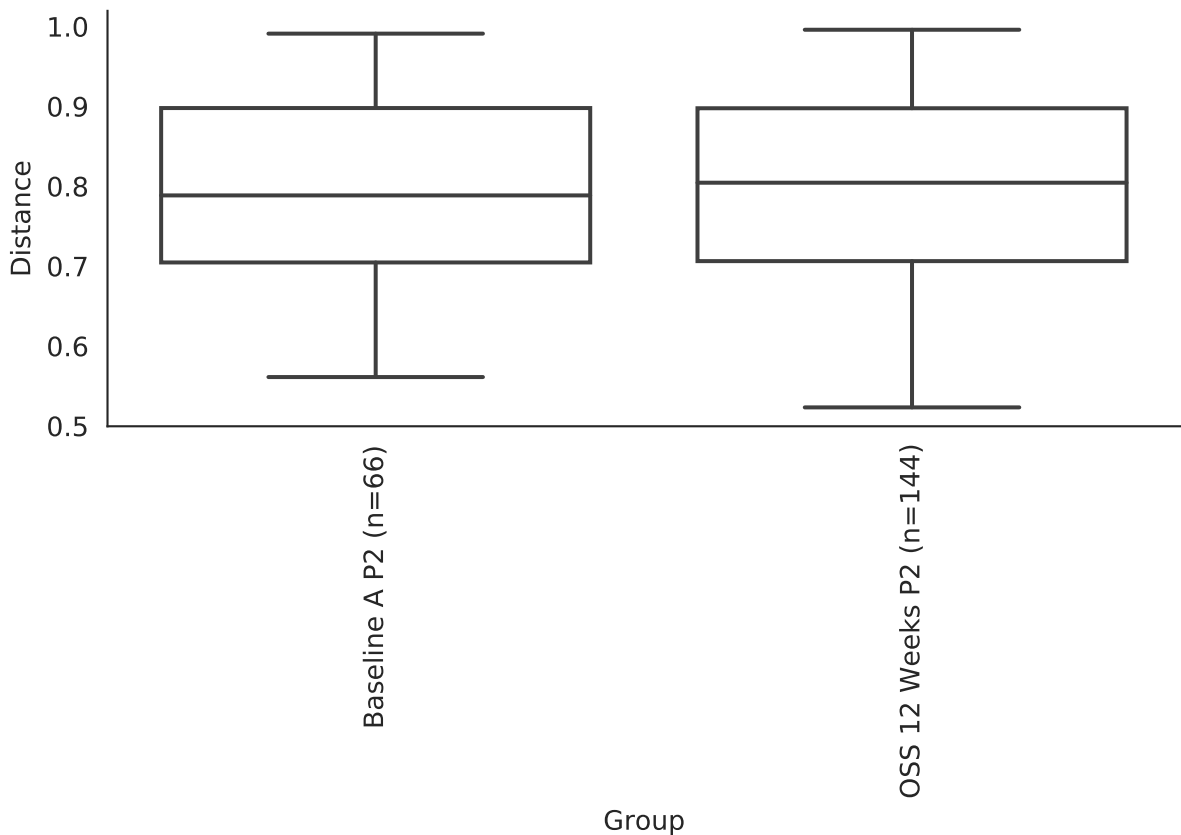 1.0
0.9
0.8
0.7
0.6
0.5
Distance
Baseline A P2 (n=66)
OSS 12 Weeks P2 (n=144)
Group